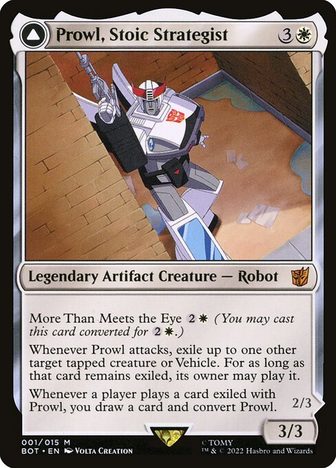 Prowl, Stoic Strategist 3
Legendary Artifact Creature — Robot
More Than Meets the Eye 2 (You may cast
this card converted for 2.)
Whenever Prowl attacks, exile up to one other
target tapped creature or Vehicle. For as long as
that card remains exiled, its owner may play it.
Whenever a player plays a card exiled with
Prowl, you draw a card and convert Prowl.
2/3
3/3
001/015 M
BOT • EN Volta Creation
© TOMY
™ & © 2022 Hasbro and Wizards